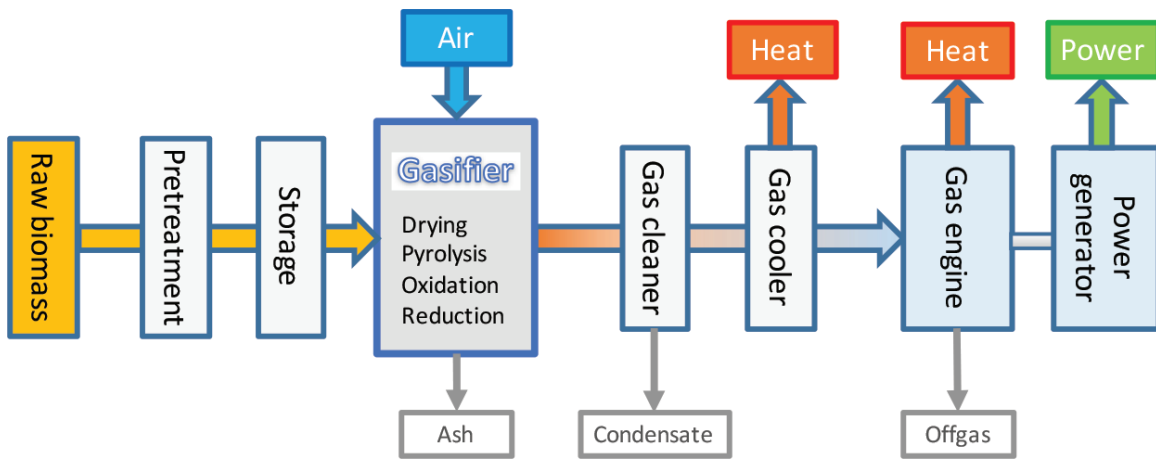 Air
Heat
Heat
Power
Raw biomass
Pretreatment
Storage
Gasifier
Drying
Pyrolysis
Oxidation
Reduction
Gas cleaner
Gas cooler
Gas engine
Power
generator
Ash
Condensate
Offgas